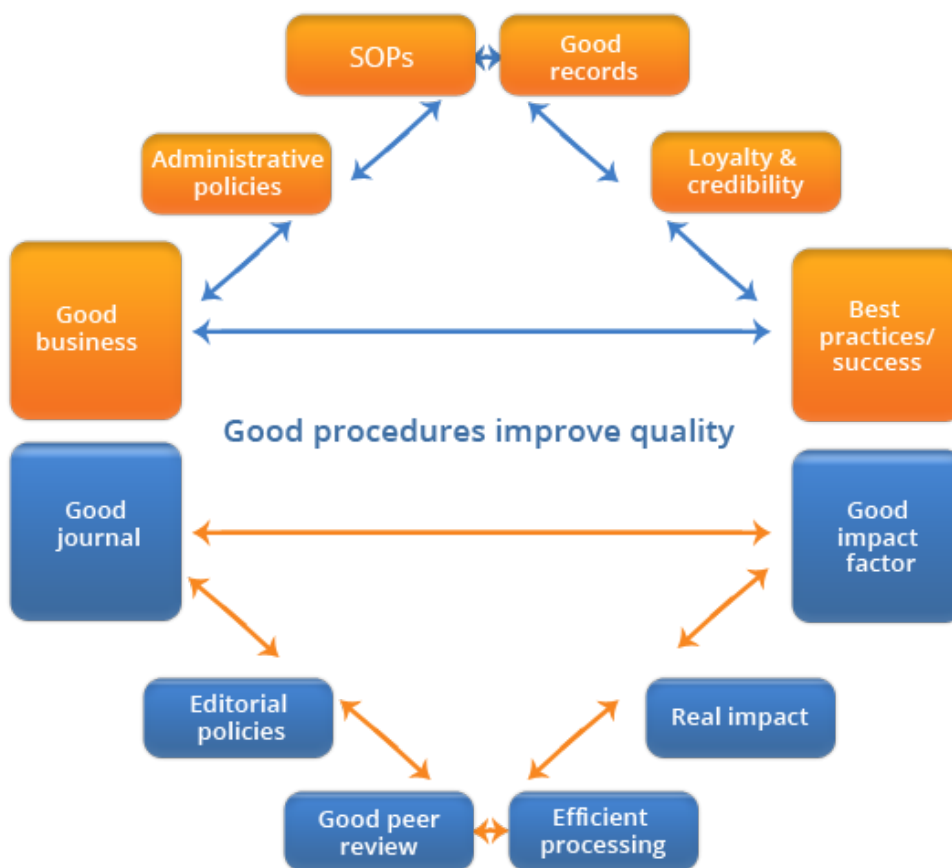 SOPs
Good
records
Administrative
policies
Loyalty &
credibility
Good
business
Best
practices/
success
Good procedures improve quality
Good
journal
Good
impact
factor
Editorial
policies
Real impact
Good peer
review
Efficient
processing